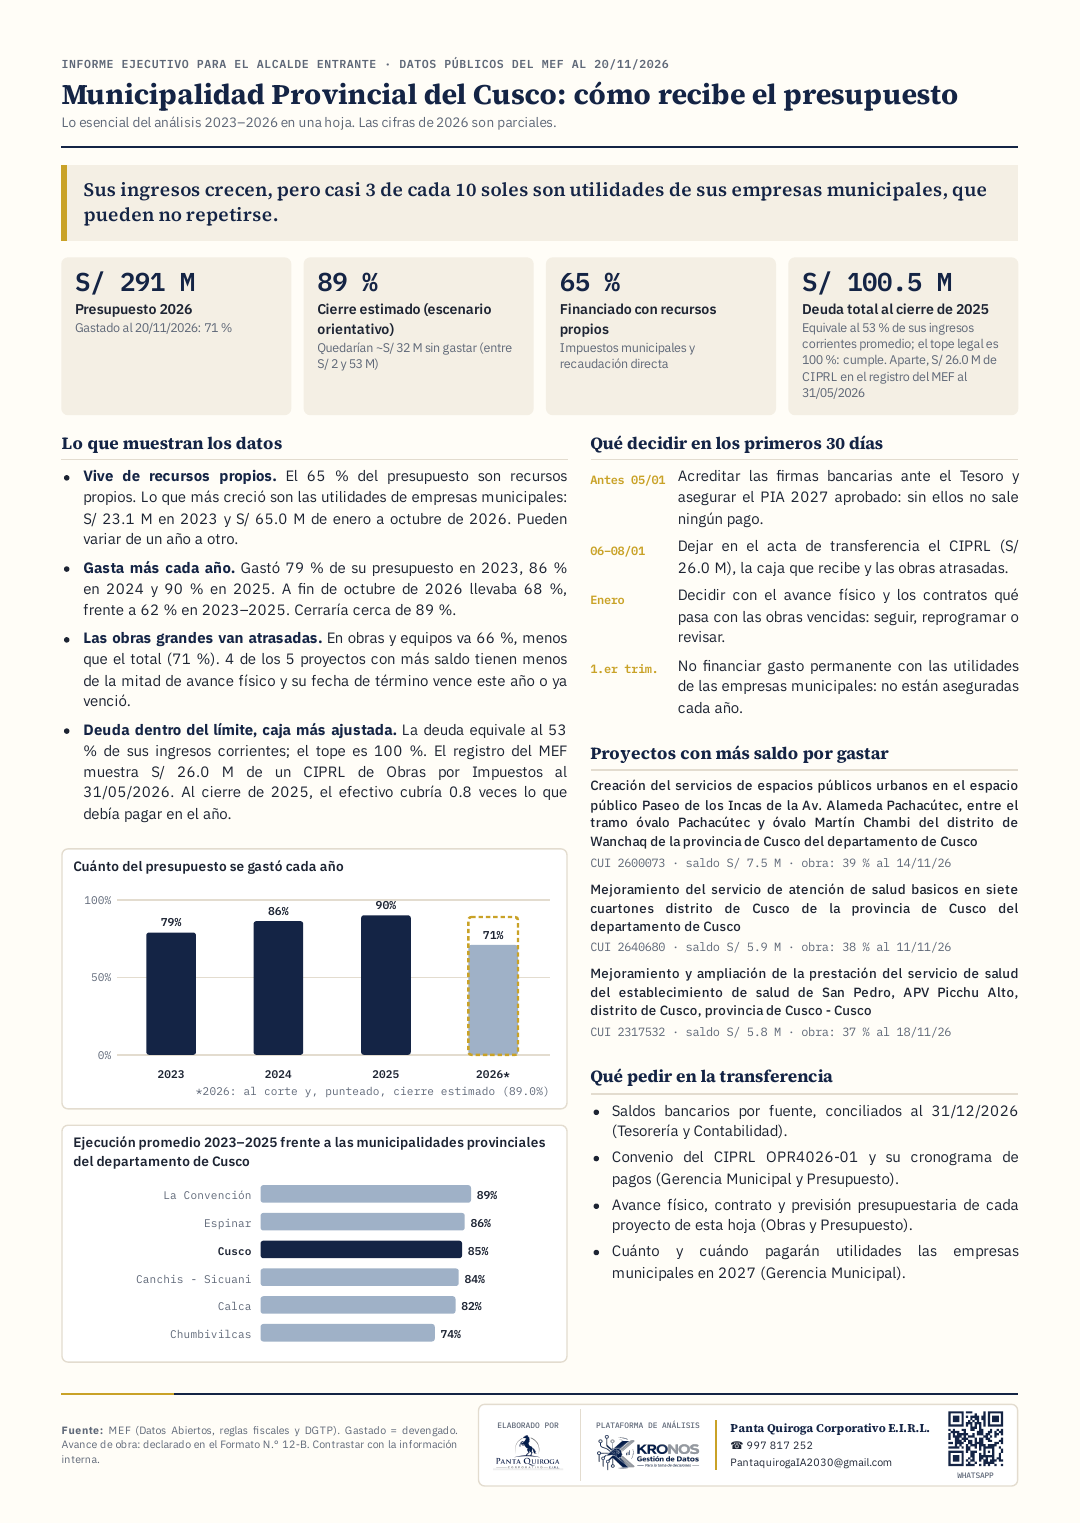 INFORME EJECUTIVO PARA EL ALCALDE ENTRANTE · DATOS PÚBLICOS DEL MEF AL 20/11/2026
Municipalidad Provincial del Cusco: cómo recibe el presupuesto
Lo esencial del análisis 2023–2026 en una hoja. Las cifras de 2026 son parciales.
Sus ingresos crecen, pero casi 3 de cada 10 soles son utilidades de sus empresas municipales, que
pueden no repetirse.
S/ 291 M
Presupuesto 2026
Gastado al 20/11/2026: 71 %
89 %
Cierre estimado (escenario
orientativo)
Quedarían ~S/ 32 M sin gastar (entre
S/ 2 y 53 M)
65 %
Financiado con recursos
propios
Impuestos municipales y
recaudación directa
S/ 100.5 M
Deuda total al cierre de 2025
Equivale al 53 % de sus ingresos
corrientes promedio; el tope legal es
100 %: cumple. Aparte, S/ 26.0 M de
CIPRL en el registro del MEF al
31/05/2026
Lo que muestran los datos
• Vive de recursos propios. El 65 % del presupuesto son recursos
propios. Lo que más creció son las utilidades de empresas municipales:
S/ 23.1 M en 2023 y S/ 65.0 M de enero a octubre de 2026. Pueden
variar de un año a otro.
• Gasta más cada año. Gastó 79 % de su presupuesto en 2023, 86 %
en 2024 y 90 % en 2025. A fin de octubre de 2026 llevaba 68 %,
frente a 62 % en 2023–2025. Cerraría cerca de 89 %.
• Las obras grandes van atrasadas. En obras y equipos va 66 %, menos
que el total (71 %). 4 de los 5 proyectos con más saldo tienen menos
de la mitad de avance físico y su fecha de término vence este año o ya
venció.
• Deuda dentro del límite, caja más ajustada. La deuda equivale al 53
% de sus ingresos corrientes; el tope es 100 %. El registro del MEF
muestra S/ 26.0 M de un CIPRL de Obras por Impuestos al
31/05/2026. Al cierre de 2025, el efectivo cubría 0.8 veces lo que
debía pagar en el año.
Cuánto del presupuesto se gastó cada año
100%
50%
0%
79%
86%
90%
71%
2023
2024
2025
2026*
*2026: al corte y, punteado, cierre estimado (89.0%)
Ejecución promedio 2023–2025 frente a las municipalidades provinciales
del departamento de Cusco
La Convención 89%
Espinar 86%
Cusco 85%
Canchis - Sicuani 84%
Calca 82%
Chumbivilcas 74%
Qué decidir en los primeros 30 días
Antes 05/01 Acreditar las firmas bancarias ante el Tesoro y
asegurar el PIA 2027 aprobado: sin ellos no sale
ningún pago.
06–08/01 Dejar en el acta de transferencia el CIPRL (S/
26.0 M), la caja que recibe y las obras atrasadas.
Enero Decidir con el avance físico y los contratos qué
pasa con las obras vencidas: seguir, reprogramar o
revisar.
1.er trim. No financiar gasto permanente con las utilidades
de las empresas municipales: no están aseguradas
cada año.
Proyectos con más saldo por gastar
Creación del servicios de espacios públicos urbanos en el espacio
público Paseo de los Incas de la Av. Alameda Pachacútec, entre el
tramo óvalo Pachacútec y óvalo Martín Chambi del distrito de
Wanchaq de la provincia de Cusco del departamento de Cusco
CUI 2600073 · saldo S/ 7.5 M · obra: 39 % al 14/11/26
Mejoramiento del servicio de atención de salud basicos en siete
cuartones distrito de Cusco de la provincia de Cusco del
departamento de Cusco
CUI 2640680 · saldo S/ 5.9 M · obra: 38 % al 11/11/26
Mejoramiento y ampliación de la prestación del servicio de salud
del establecimiento de salud de San Pedro, APV Picchu Alto,
distrito de Cusco, provincia de Cusco - Cusco
CUI 2317532 · saldo S/ 5.8 M · obra: 37 % al 18/11/26
Qué pedir en la transferencia
• Saldos bancarios por fuente, conciliados al 31/12/2026
(Tesorería y Contabilidad).
• Convenio del CIPRL OPR4026-01 y su cronograma de
pagos (Gerencia Municipal y Presupuesto).
• Avance físico, contrato y previsión presupuestaria de cada
proyecto de esta hoja (Obras y Presupuesto).
• Cuánto y cuándo pagarán utilidades las empresas
municipales en 2027 (Gerencia Municipal).
Fuente: MEF (Datos Abiertos, reglas fiscales y DGTP). Gastado = devengado.
Avance de obra: declarado en el Formato N.° 12-B. Contrastar con la información
interna.
ELABORADO POR
PANTA QUIROGA
PLATAFORMA DE ANÁLISIS
KRONOS
Gestión de Datos
Panta Quiroga Corporativo E.I.R.L.
☎ 997 817 252
PantaquirogaIA2030@gmail.com
WHATSAPP